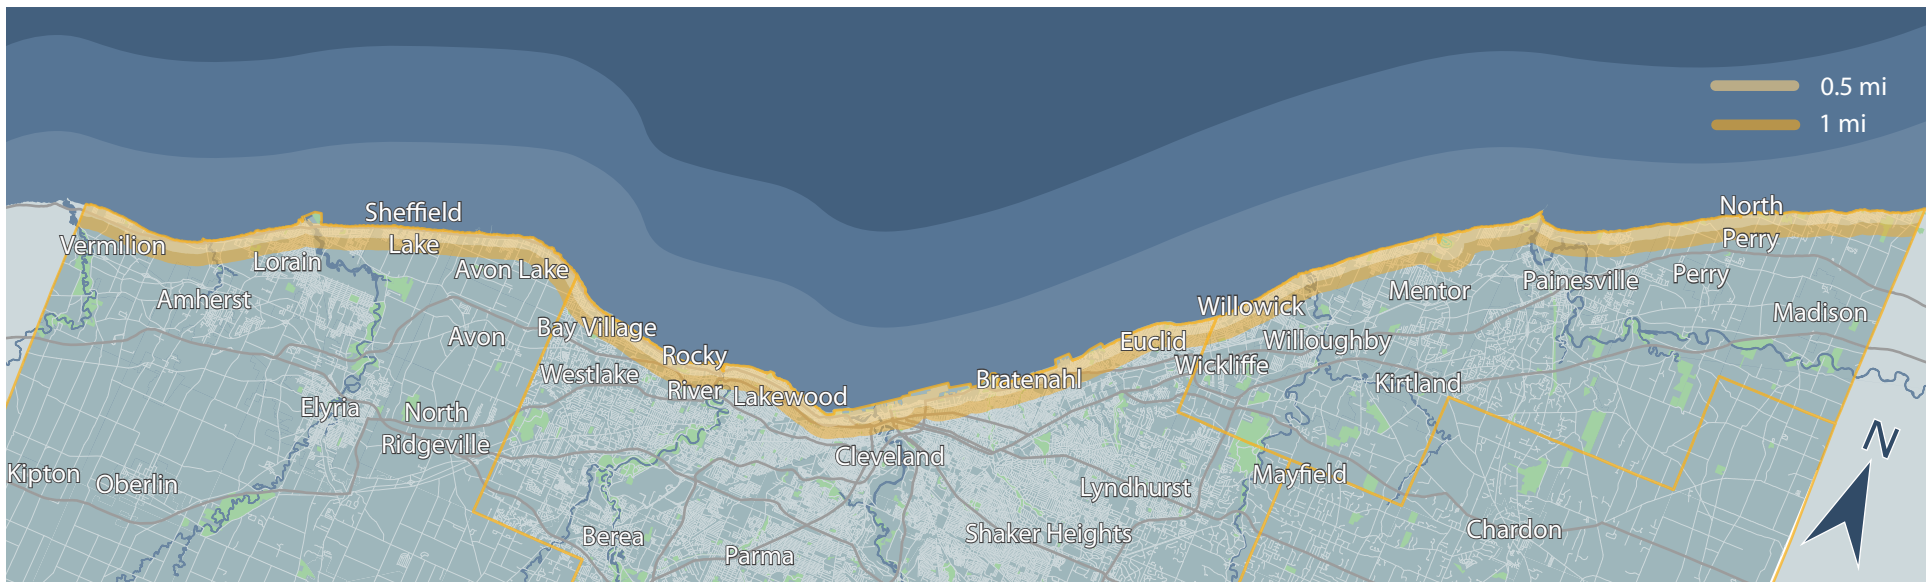 0.5 mi
1 mi
Vermilion
Amherst
Lorain
Sheffield
Lake
Avon Lake
Avon
Bay Village
Westlake
Rocky
River
Lakewood
Cleveland
Bratenahl
Euclid
Willowick
Wickliffe
Willoughby
Mentor
Kirtland
Painesville
North
Perry
Perry
Madison
Kipton
Oberlin
Elyria
North
Ridgeville
Berea
Parma
Shaker Heights
Lyndhurst
Mayfield
Chardon
N